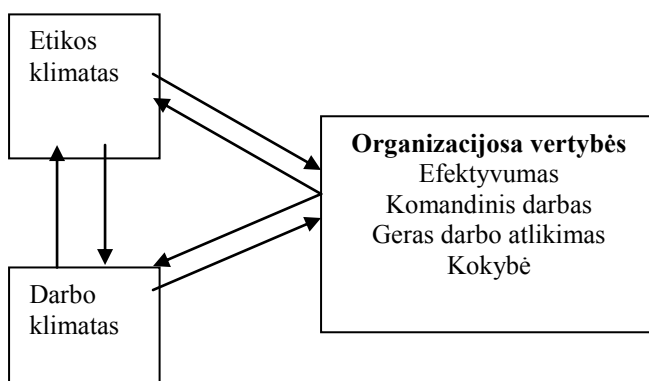 Etikos
klimatas
Organizacijosa vertybės
Efektyvumas
Komandinis darbas
Geras darbo atlikimas
Kokybė
Darbo
klimatas